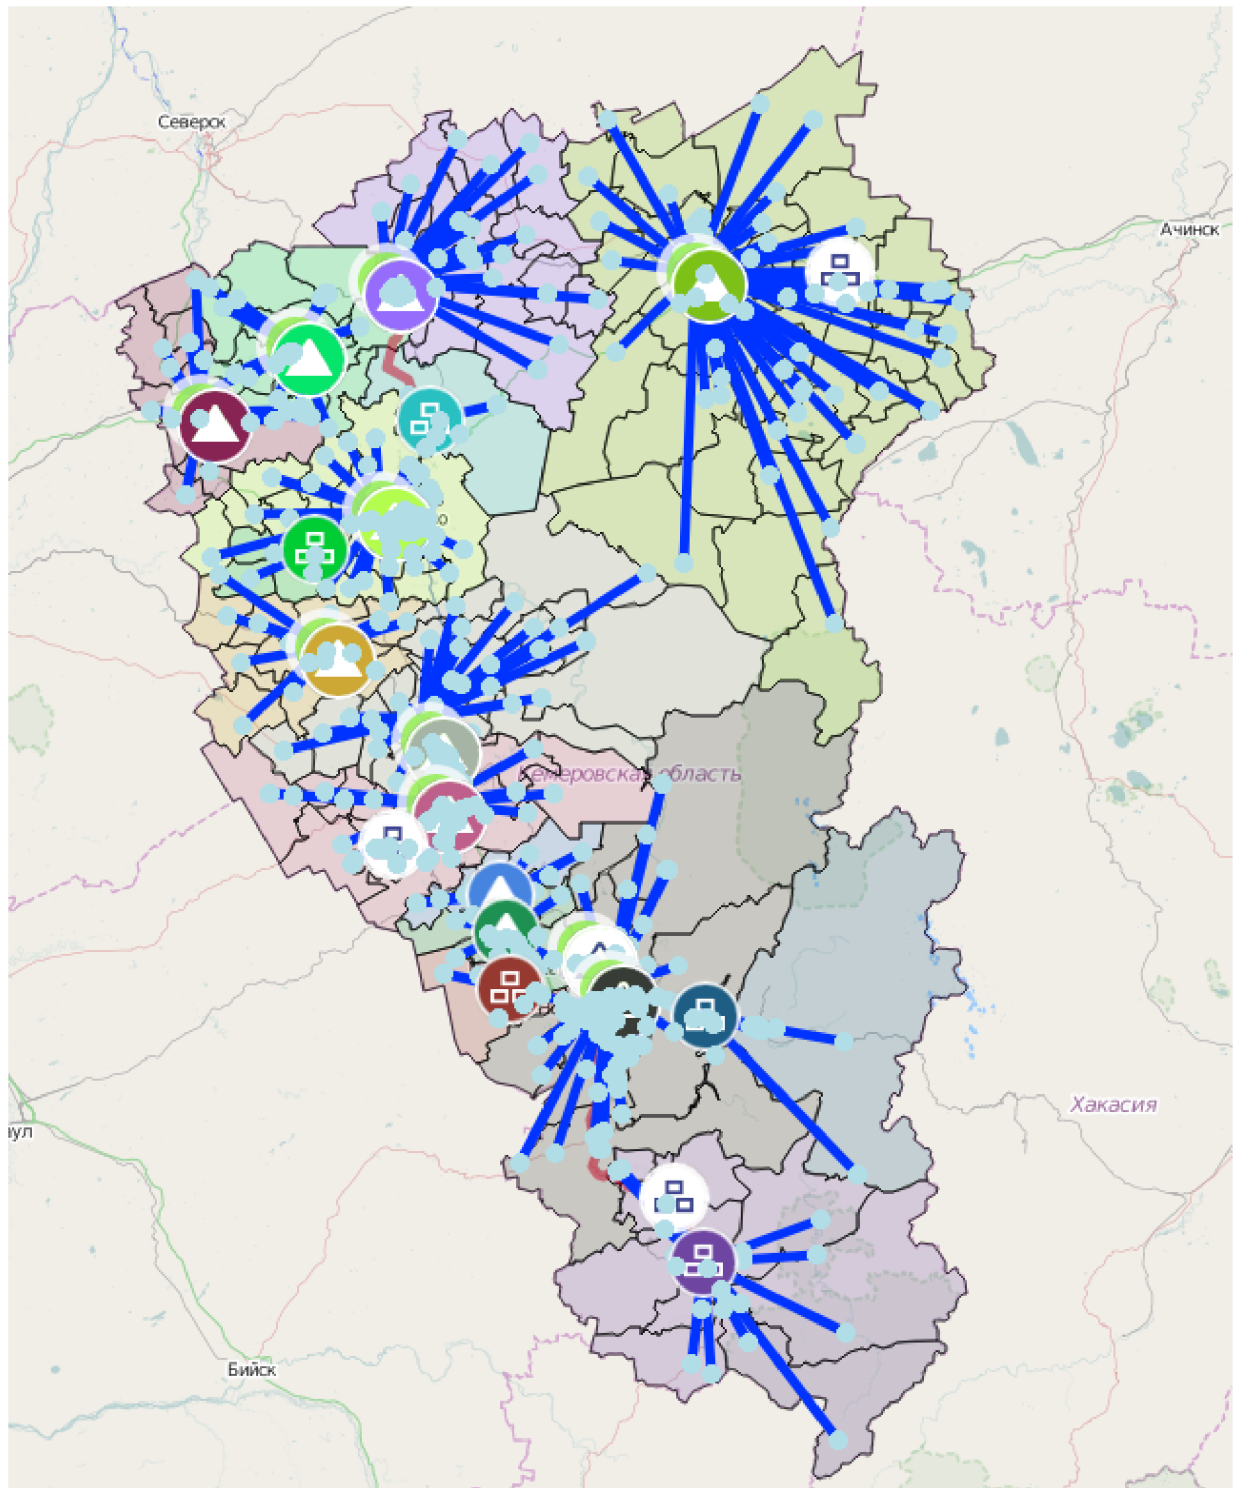 Северск
Ачинск
Кемеровская область
Хакасия
Бийск